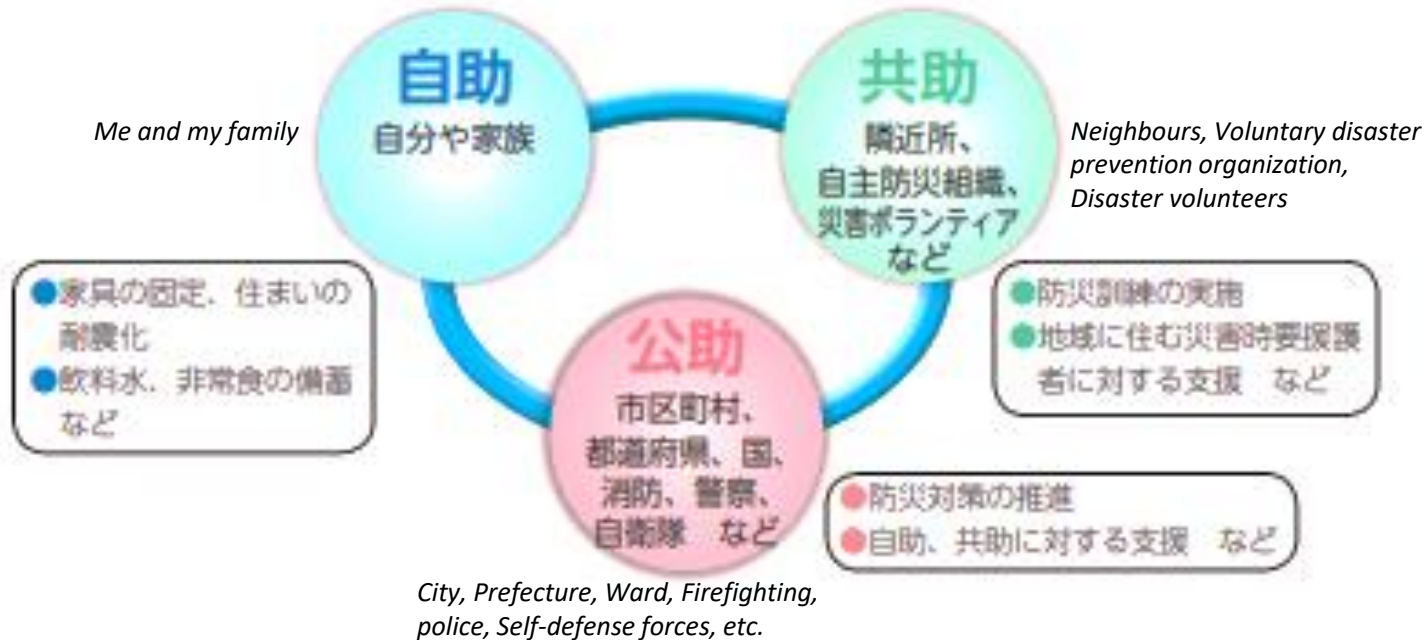 自助
自分や家族
Me and my family
共助
隣近所、
自主防災組織、
災害ボランティア
など
Neighbours, Voluntary disaster
prevention organization,
Disaster volunteers
●家具の固定、住まいの
耐震化
●飲料水、非常食の備蓄
など
●防災訓練の実施
●地域に住む災害時要援護
者に対する支援 など
公助
市区町村、
都道府県、国、
消防、警察、
自衛隊 など
●防災対策の推進
●自助、共助に対する支援 など
City, Prefecture, Ward, Firefighting,
police, Self-defense forces, etc.